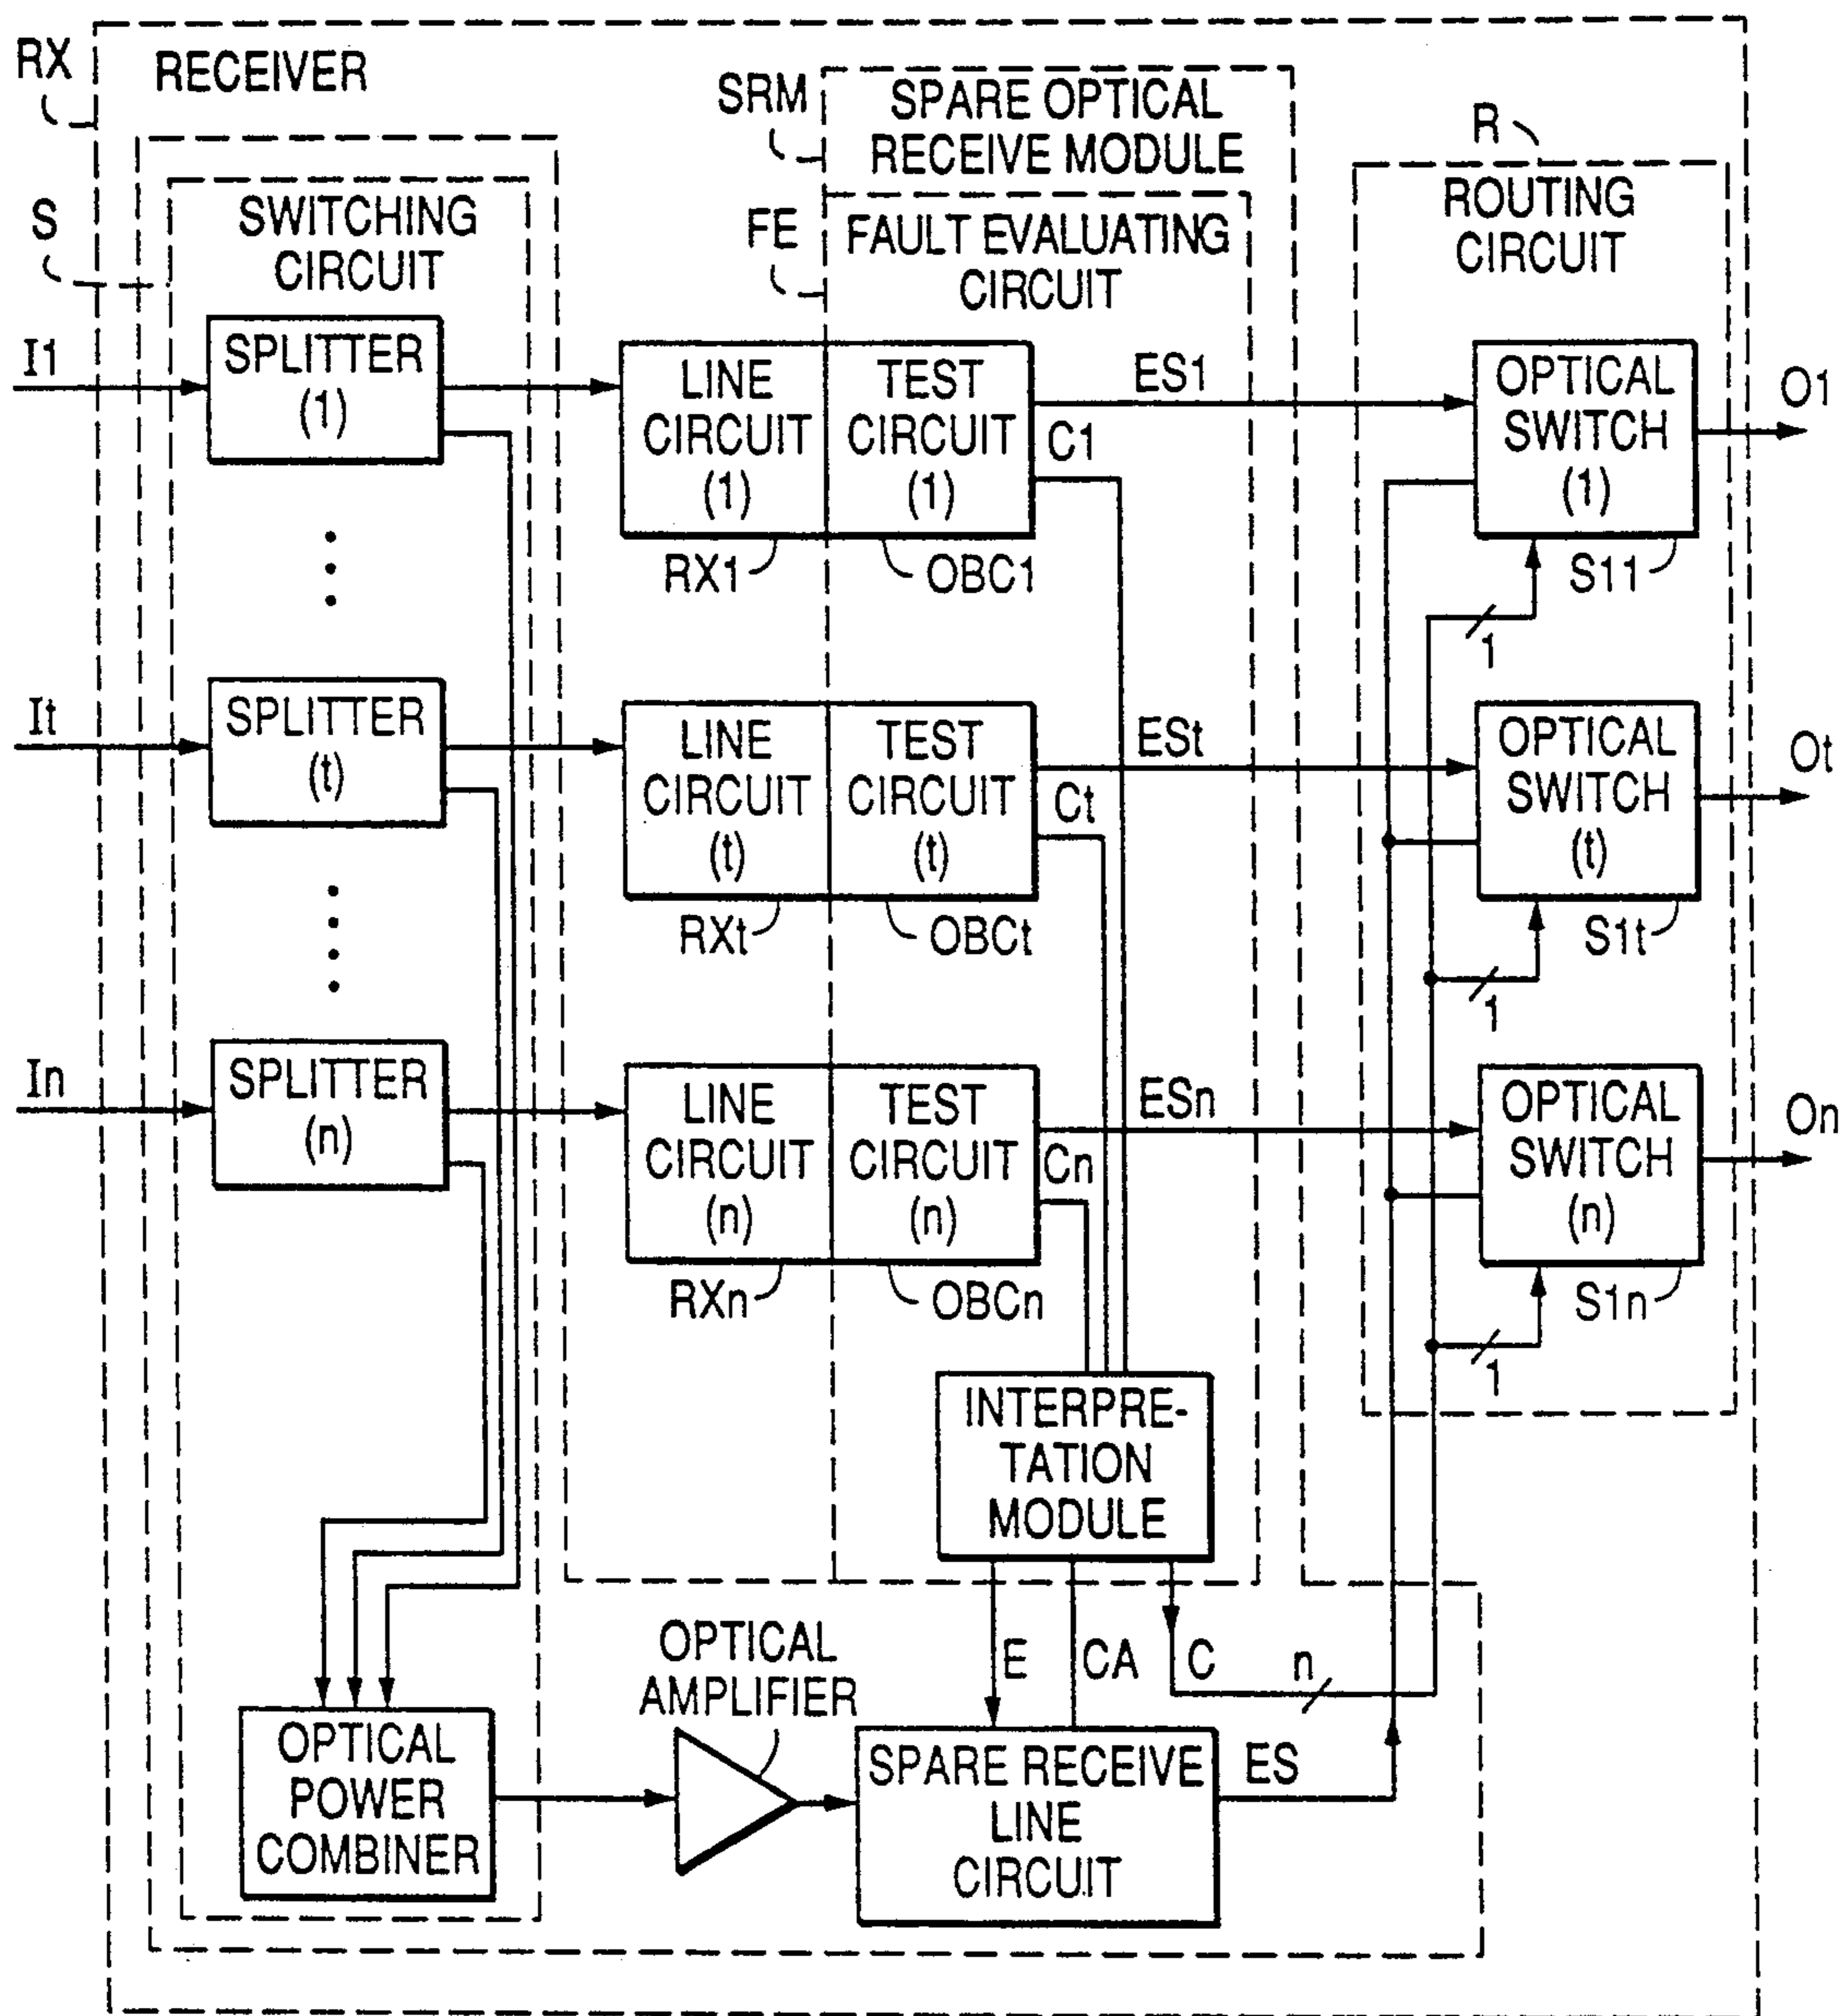 RX
RECEIVER
SRM
SPARE OPTICAL
RECEIVE MODULE
R
S
SWITCHING
CIRCUIT
FE
FAULT EVALUATING
CIRCUIT
ROUTING
CIRCUIT
I1
SPLITTER
(1)
LINE
CIRCUIT
(1)
TEST
CIRCUIT
(1)
ES1
C1
OPTICAL
SWITCH
(1)
O1
RX1
OBC1
S11
1
It
SPLITTER
(t)
LINE
CIRCUIT
(t)
TEST
CIRCUIT
(t)
ESt
Ct
OPTICAL
SWITCH
(t)
Ot
RXt
OBCt
S1t
1
In
SPLITTER
(n)
LINE
CIRCUIT
(n)
TEST
CIRCUIT
(n)
ESn
Cn
OPTICAL
SWITCH
(n)
On
RXn
OBCn
S1n
1
INTERPRE-
TATION
MODULE
E
CA
C
n
OPTICAL
AMPLIFIER
OPTICAL
POWER
COMBINER
SPARE RECEIVE
LINE
CIRCUIT
ES